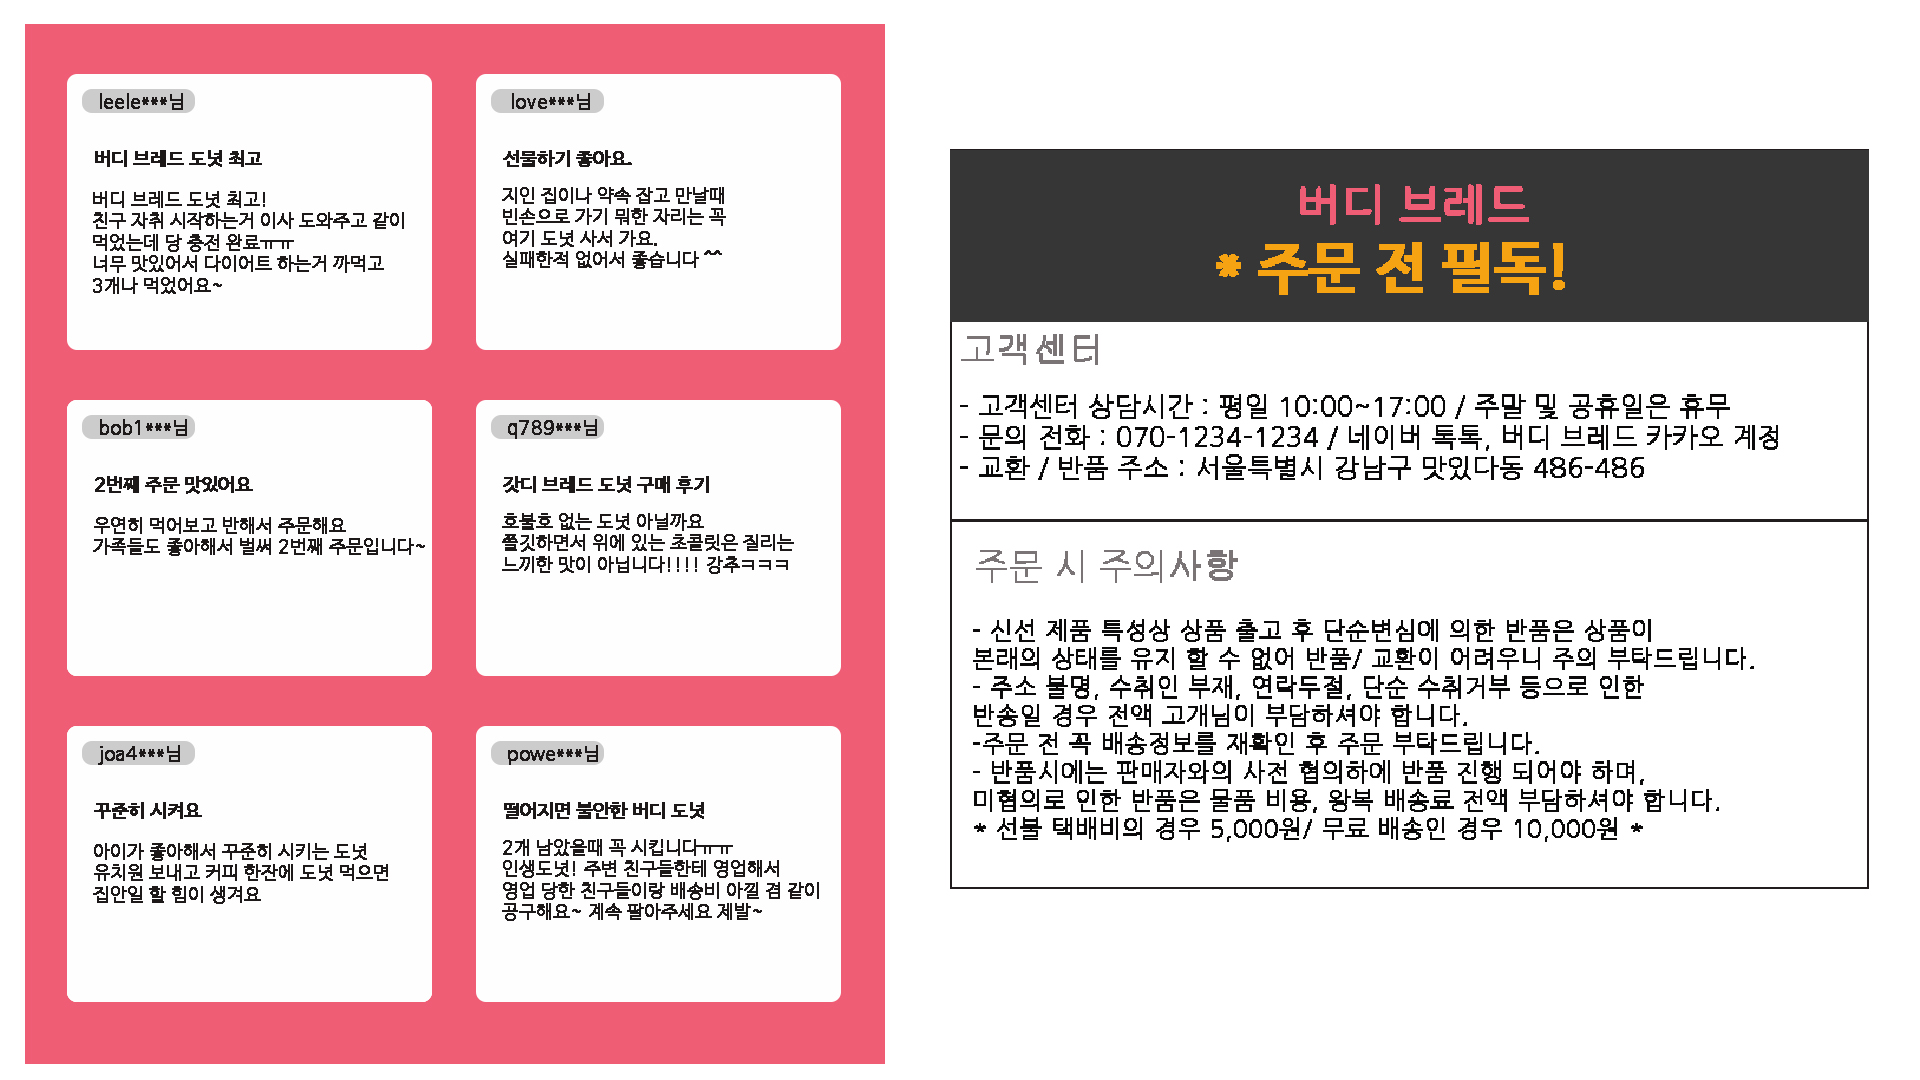 leele***님
버디 브레드 도넛 최고
버디 브레드 도넛 최고!
친구 자취 시작하는거 이사 도와주고 같이
먹었는데 당 충전 완료ㅠㅠ
너무 맛있어서 다이어트 하는거 까먹고
3개나 먹었어요~
love***님
선물하기 좋아요.
지인 집이나 약속 잡고 만날때
빈손으로 가기 뭐한 자리는 꼭
여기 도넛 사서 가요.
실패한적 없어서 좋습니다 ^^
bob1***님
2번째 주문 맛있어요
우연히 먹어보고 반해서 주문해요
가족들도 좋아해서 벌써 2번째 주문입니다~
q789***님
갓디 브레드 도넛 구매 후기
호불호 없는 도넛 아닐까요
쫄깃하면서 위에 있는 초콜릿은 질리는
느끼한 맛이 아닙니다!!!! 강추ㅋㅋㅋ
joa4***님
꾸준히 시켜요
아이가 좋아해서 꾸준히 시키는 도넛
유치원 보내고 커피 한잔에 도넛 먹으면
집안일 할 힘이 생겨요
powe***님
떨어지면 불안한 버디 도넛
2개 남았을때 꼭 시킵니다ㅠㅠ
인생도넛! 주변 친구들한테 영업해서
영업 당한 친구들이랑 배송비 아낄 겸 같이
공구해요~ 계속 팔아주세요 제발~
버디 브레드
* 주문 전 필독!
고객센터
- 고객센터 상담시간 : 평일 10:00~17:00 / 주말 및 공휴일은 휴무
- 문의 전화 : 070-1234-1234 / 네이버 톡톡, 버디 브레드 카카오 계정
- 교환 / 반품 주소 : 서울특별시 강남구 맛있다동 486-486
주문 시 주의사항
- 신선 제품 특성상 상품 출고 후 단순변심에 의한 반품은 상품이
본래의 상태를 유지 할 수 없어 반품/ 교환이 어려우니 주의 부탁드립니다.
- 주소 불명, 수취인 부재, 연락두절, 단순 수취거부 등으로 인한
반송일 경우 전액 고개님이 부담하셔야 합니다.
-주문 전 꼭 배송정보를 재확인 후 주문 부탁드립니다.
- 반품시에는 판매자와의 사전 협의하에 반품 진행 되어야 하며,
미협의로 인한 반품은 물품 비용, 왕복 배송료 전액 부담하셔야 합니다.
* 선불 택배비의 경우 5,000원/ 무료 배송인 경우 10,000원 *